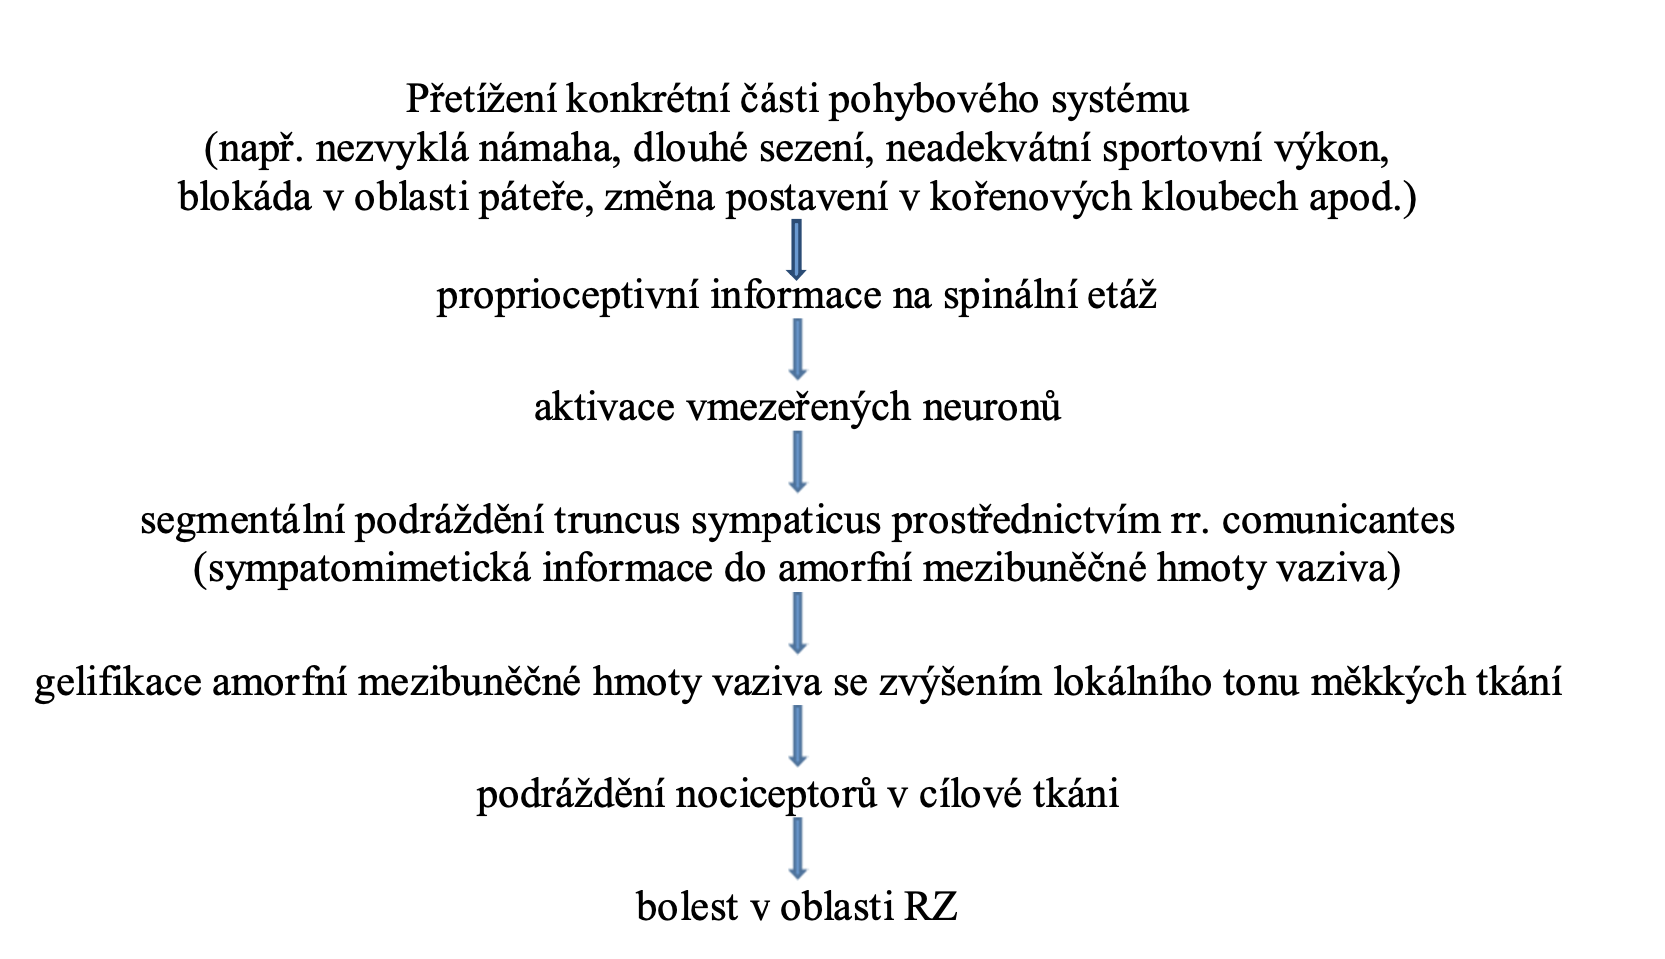 Přetížení konkrétní části pohybového systému
(např. nezvyklá námaha, dlouhé sezení, neadekvátní sportovní výkon,
blokáda v oblasti páteře, změna postavení v kořenových kloubech apod.)
proprioceptivní informace na spinální etáž
aktivace vmezeřených neuronů
segmentální podráždění truncus sympaticus prostřednictvím rr. comunicantes
(sympatomimetická informace do amorfní mezibuněčné hmoty vaziva)
gelifikace amorfní mezibuněčné hmoty vaziva se zvýšením lokálního tonu měkkých tkání
podráždění nociceptorů v cílové tkáni
bolest v oblasti RZ